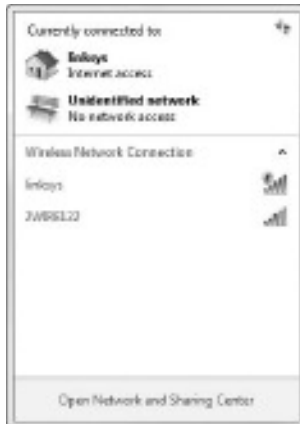 Currently connected to:
linksys
Internet access
Unidentified network
No network access
Wireless Network Connection
linksys
2WIRE132
Open Network and Sharing Center